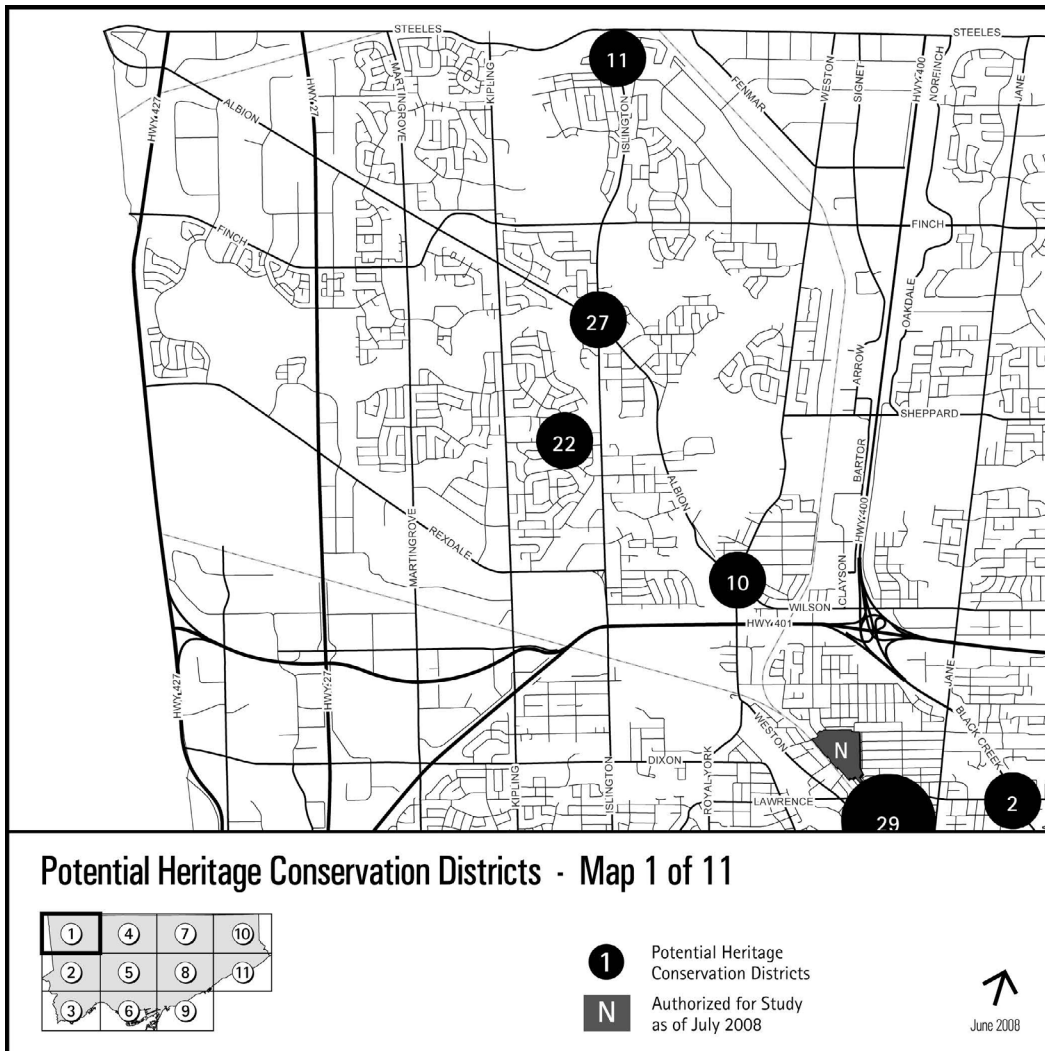 STEELES
STEELES
11
HWY 427
ALBION
HWY 27
MARTINGROVE
KIPLING
ISLINGTON
FENMAR
WESTON
SIGNET
HWY 400
NORFINCH
JANE
FINCH
FINCH
27
OAKDALE
ARROW
SHEPPARD
22
BARTOR
ALBION
HWY 400
MARTINGROVE
REXDALE
10
CLAYSON
WILSON
HWY 401
HWY 427
HWY 27
JANE
WESTON
BLACK CREEK
N
DIXON
KIPLING
ISLINGTON
ROYAL YORK
LAWRENCE
29
2
Potential Heritage Conservation Districts - Map 1 of 11
1 4 7 10
2 5 8 11
3 6 9
1 Potential Heritage
Conservation Districts
N Authorized for Study
as of July 2008
June 2008